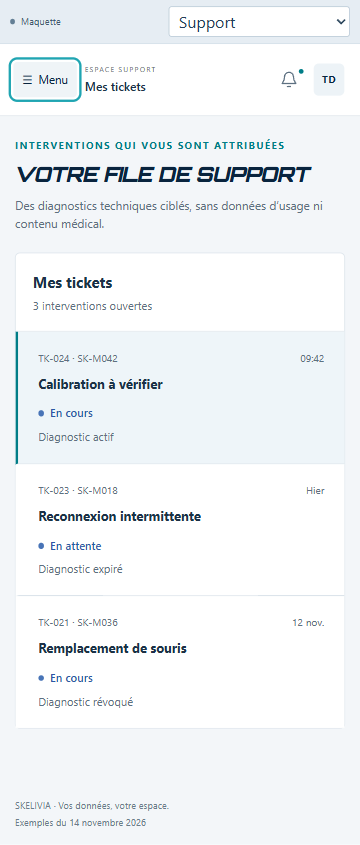 Maquette
Support
☰ Menu
ESPACE SUPPORT
Mes tickets
TD
INTERVENTIONS QUI VOUS SONT ATTRIBUÉES
VOTRE FILE DE SUPPORT
Des diagnostics techniques ciblés, sans données d'usage ni
contenu médical.
Mes tickets
3 interventions ouvertes
TK-024 · SK-M042
09:42
Calibration à vérifier
En cours
Diagnostic actif
TK-023 · SK-M018
Hier
Reconnexion intermittente
En attente
Diagnostic expiré
TK-021 · SK-M036
12 nov.
Remplacement de souris
En cours
Diagnostic révoqué
SKELIVIA · Vos données, votre espace.
Exemples du 14 novembre 2026